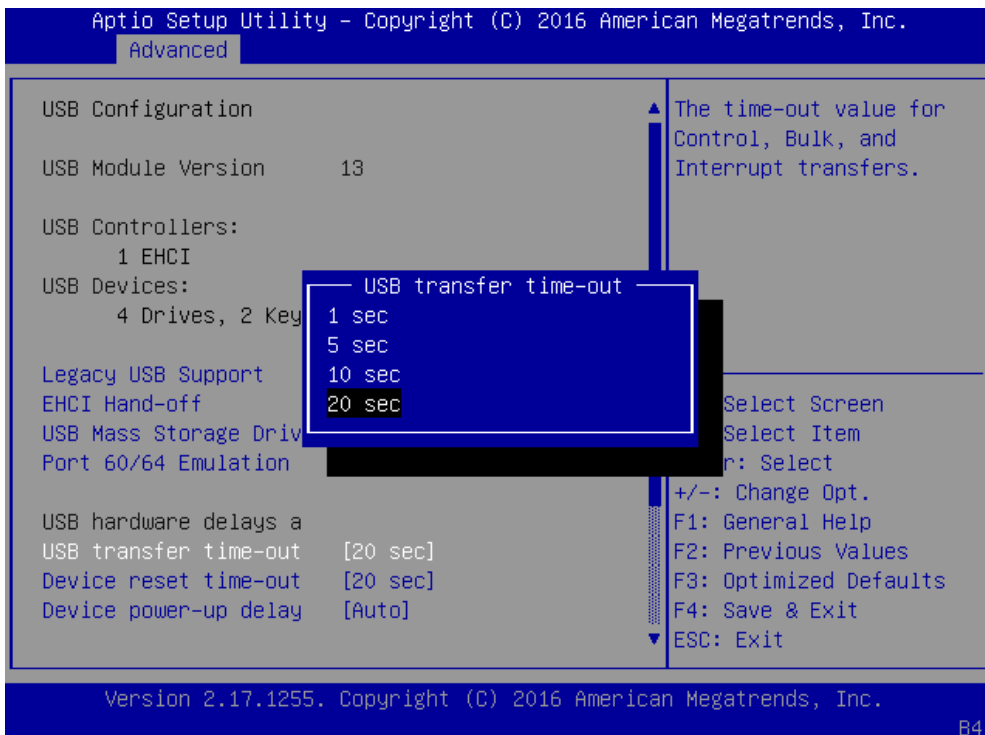 Aptio Setup Utility – Copyright (C) 2016 American Megatrends, Inc.
Advanced
USB Configuration
USB Module Version 13
USB Controllers:
1 EHCI
USB Devices:
4 Drives, 2 Key
Legacy USB Support
EHCI Hand-off
USB Mass Storage Driv
Port 60/64 Emulation
USB hardware delays a
USB transfer time-out [20 sec]
Device reset time-out [20 sec]
Device power-up delay [Auto]
USB transfer time-out
1 sec
5 sec
10 sec
20 sec
The time-out value for
Control, Bulk, and
Interrupt transfers.
Select Screen
Select Item
r: Select
+/-: Change Opt.
F1: General Help
F2: Previous Values
F3: Optimized Defaults
F4: Save & Exit
ESC: Exit
Version 2.17.1255. Copyright (C) 2016 American Megatrends, Inc.
B4